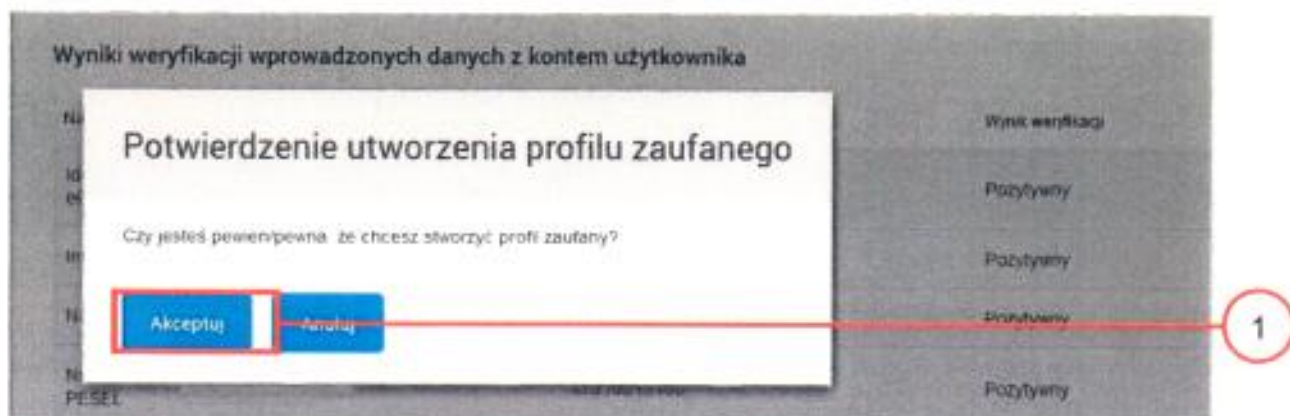 Wyniki weryfikacji wprowadzonych danych z kontem użytkownika
Wynik weryfikacji
Potwierdzenie utworzenia profilu zaufanego
Pozytywny
Czy jesteś pewien/pewna, że chcesz stworzyć profil zaufany?
Pozytywny
Akceptuj Anuluj
Pozytywny
1
PESEL
Pozytywny